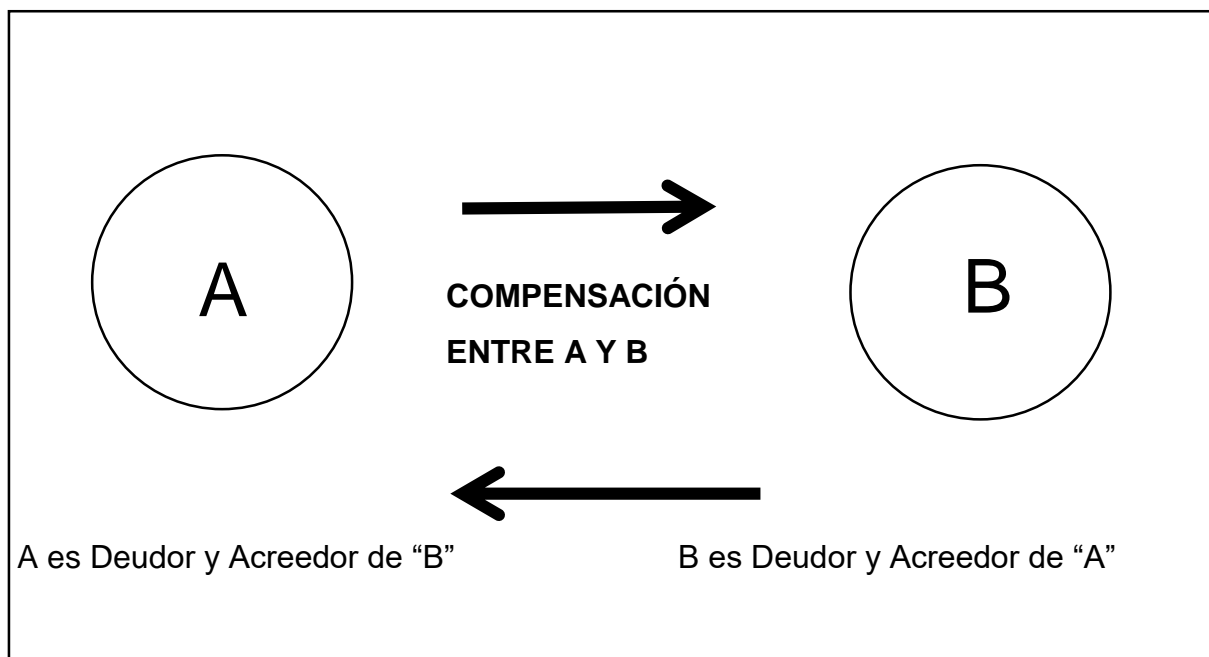 A
COMPENSACIÓN
ENTRE A Y B
B
A es Deudor y Acreedor de “B”
B es Deudor y Acreedor de “A”